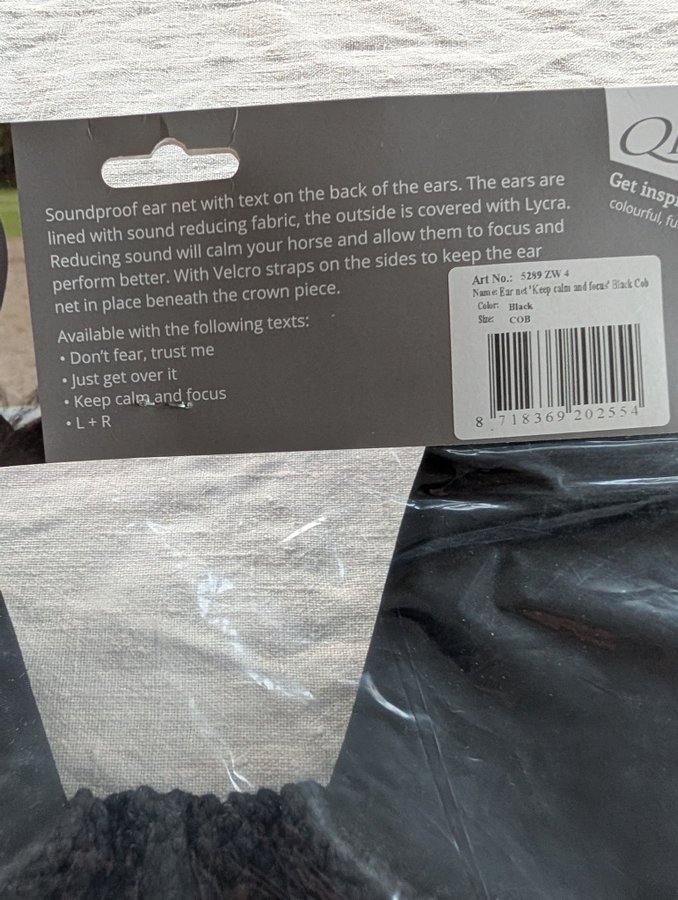 Soundproof ear net with text on the back of the ears. The ears are
lined with sound reducing fabric, the outside is covered with Lycra.
Reducing sound will calm your horse and allow them to focus and
perform better. With Velcro straps on the sides to keep the ear
net in place beneath the crown piece.
Available with the following texts:
• Don't fear, trust me
• Just get over it
• Keep calm and focus
• L + R
Get
colourful,
Art No.: 5289 ZW 4
Name: Ear net 'Keep calm and focus' Black Cob
Color: Black
Size: COB
8 718369 202554